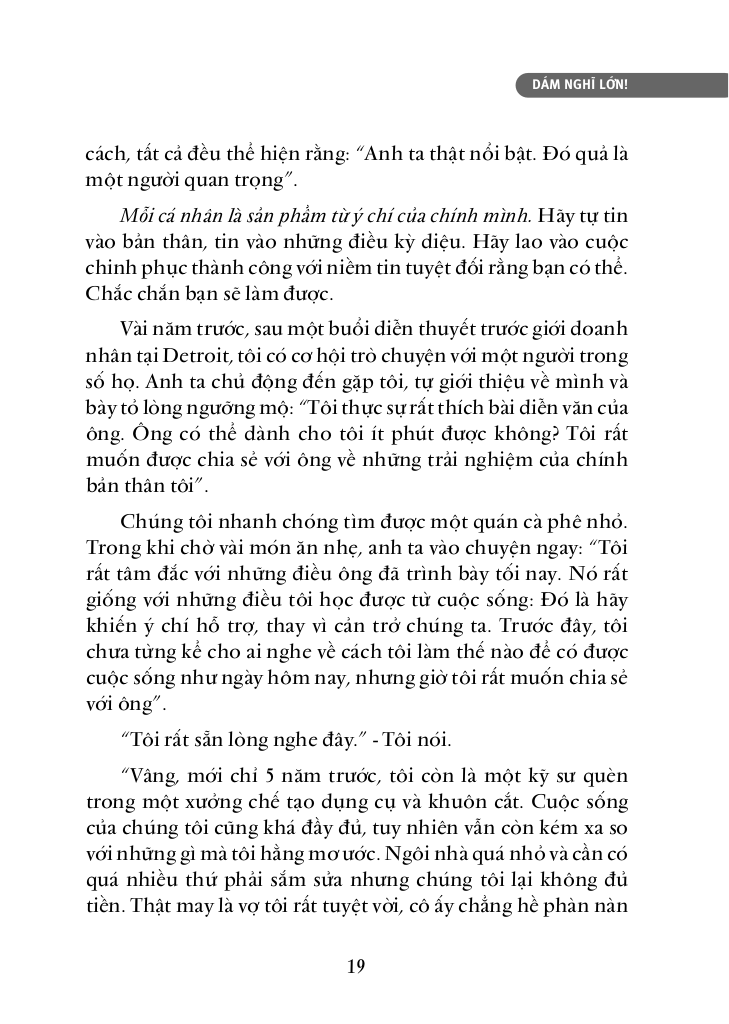 DÁM NGHĨ LỚN!
cách, tất cả đều thể hiện rằng: “Anh ta thật nổi bật. Đó quả là
một người quan trọng”.
Mỗi cá nhân là sản phẩm từ ý chí của chính mình. Hãy tự tin
vào bản thân, tin vào những điều kỳ diệu. Hãy lao vào cuộc
chinh phục thành công với niềm tin tuyệt đối rằng bạn có thể.
Chắc chắn bạn sẽ làm được.
Vài năm trước, sau một buổi diễn thuyết trước giới doanh
nhân tại Detroit, tôi có cơ hội trò chuyện với một người trong
số họ. Anh ta chủ động đến gặp tôi, tự giới thiệu về mình và
bày tỏ lòng ngưỡng mộ: “Tôi thực sự rất thích bài diễn văn của
ông. Ông có thể dành cho tôi ít phút được không? Tôi rất
muốn được chia sẻ với ông về những trải nghiệm của chính
bản thân tôi”.
Chúng tôi nhanh chóng tìm được một quán cà phê nhỏ.
Trong khi chờ vài món ăn nhẹ, anh ta vào chuyện ngay: “Tôi
rất tâm đắc với những điều ông đã trình bày tối nay. Nó rất
giống với những điều tôi học được từ cuộc sống: Đó là hãy
khiến ý chí hỗ trợ, thay vì cản trở chúng ta. Trước đây, tôi
chưa từng kể cho ai nghe về cách tôi làm thế nào để có được
cuộc sống như ngày hôm nay, nhưng giờ tôi rất muốn chia sẻ
với ông”.
“Tôi rất sẵn lòng nghe đây.” - Tôi nói.
“Vâng, mới chỉ 5 năm trước, tôi còn là một kỹ sư quèn
trong một xưởng chế tạo dụng cụ và khuôn cắt. Cuộc sống
của chúng tôi cũng khá đầy đủ, tuy nhiên vẫn còn kém xa so
với những gì mà tôi hằng mơ ước. Ngôi nhà quá nhỏ và cần có
quá nhiều thứ phải sắm sửa nhưng chúng tôi lại không đủ
tiền. Thật may là vợ tôi rất tuyệt vời, cô ấy chẳng hề phàn nàn
19